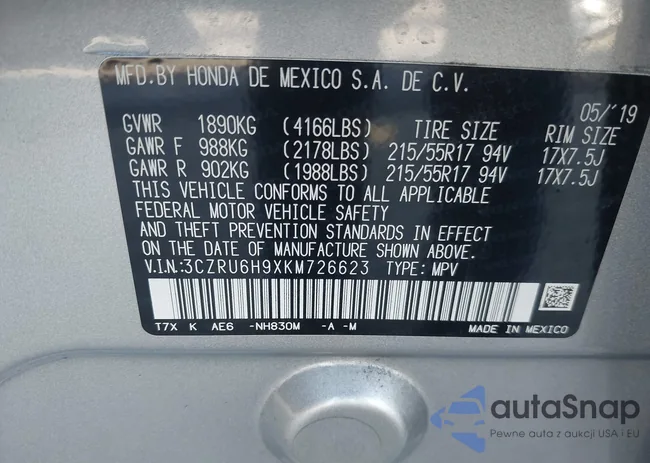 MFD.BY HONDA DE MEXICO S.A. DE C.V.
05/'19
GVWR 1890KG (4166LBS) TIRE SIZE RIM SIZE
GAWR F 988KG (2178LBS) 215/55R17 94V 17X7.5J
GAWR R 902KG (1988LBS) 215/55R17 94V 17X7.5J
THIS VEHICLE CONFORMS TO ALL APPLICABLE
FEDERAL MOTOR VEHICLE SAFETY
AND THEFT PREVENTION STANDARDS IN EFFECT ON
THE DATE OF MANUFACTURE SHOWN ABOVE.
V.I.N:3CZRU6H9XKM726623 TYPE: MPV
T7X K AE6 -NH830M -A -M MADE IN MEXICO
autoSnap
Pewne auta z aukcji USA i EU